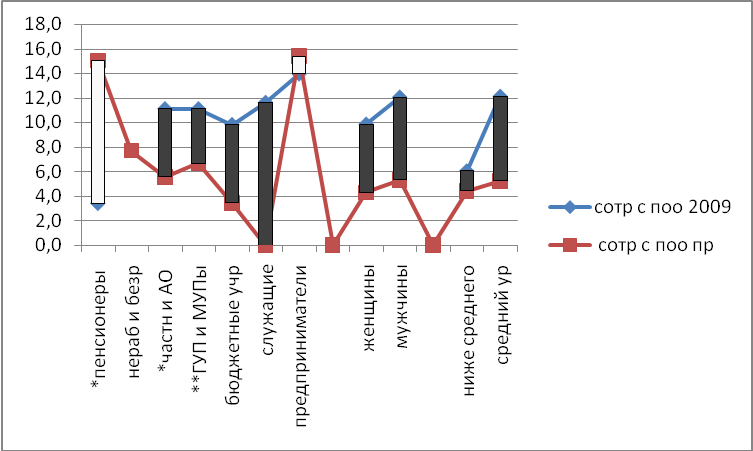 18,0
16,0
14,0
12,0
10,0
8,0
6,0
4,0
2,0
0,0
*пенсионеры
нераб и безр
*частн и АО
**ГУП и МУПы
бюджетные учр
служащие
предприниматели
женщины
мужчины
ниже среднего
средний ур
сотр с поо 2009
сотр с поо пр